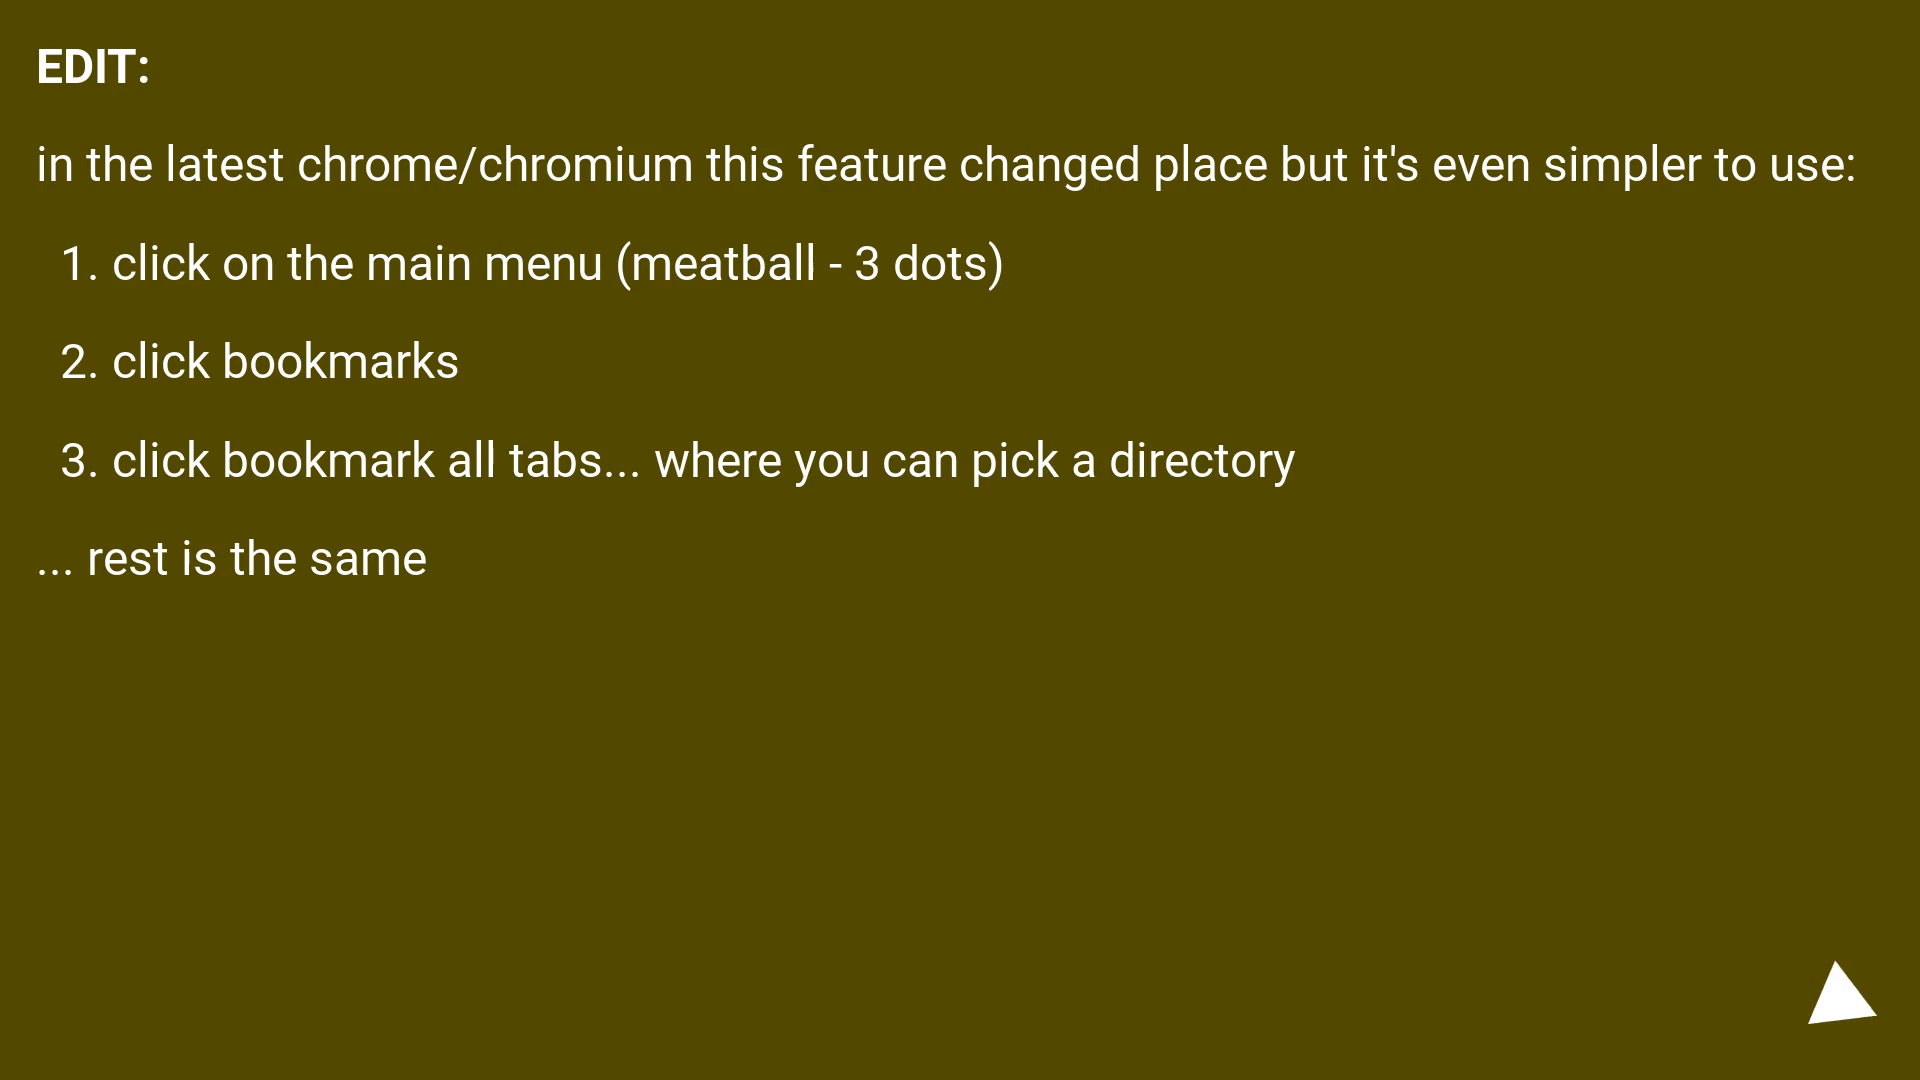 EDIT:
in the latest chrome/chromium this feature changed place but it's even simpler to use:
1. click on the main menu (meatball - 3 dots)
2. click bookmarks
3. click bookmark all tabs... where you can pick a directory
... rest is the same